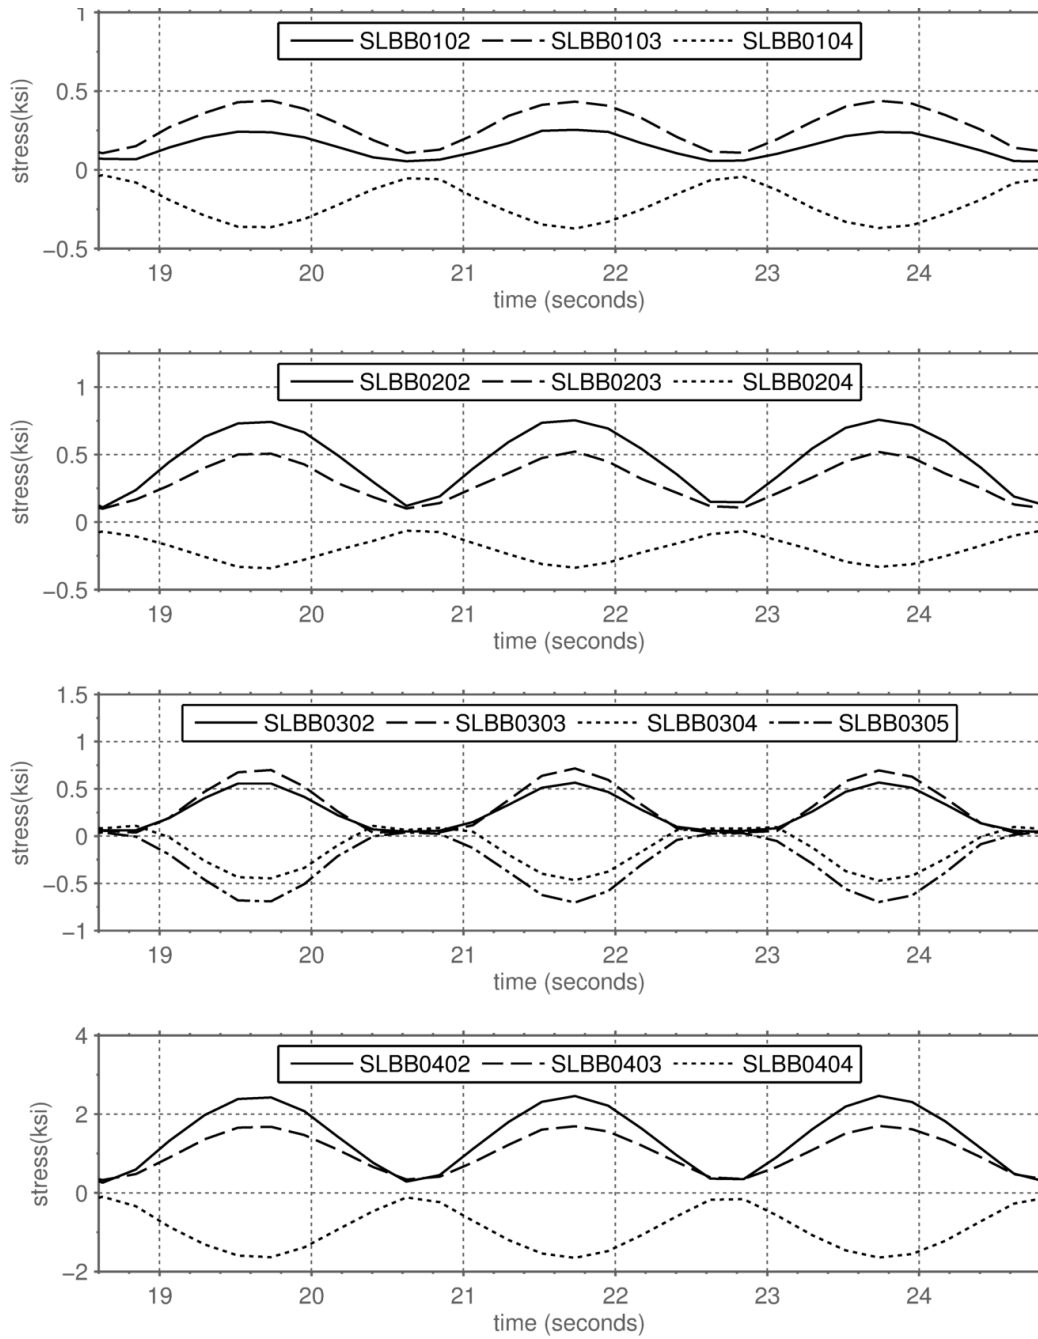 1
SLBB0102 SLBB0103 SLBB0104
0.5
0
−0.5
stress(ksi)
19 20 21 22 23 24
time (seconds)
SLBB0202 SLBB0203 SLBB0204
1
0.5
0
−0.5
stress(ksi)
19 20 21 22 23 24
time (seconds)
1.5
SLBB0302 SLBB0303 SLBB0304 SLBB0305
1
0.5
0
−0.5
−1
stress(ksi)
19 20 21 22 23 24
time (seconds)
4
SLBB0402 SLBB0403 SLBB0404
2
0
−2
stress(ksi)
19 20 21 22 23 24
time (seconds)